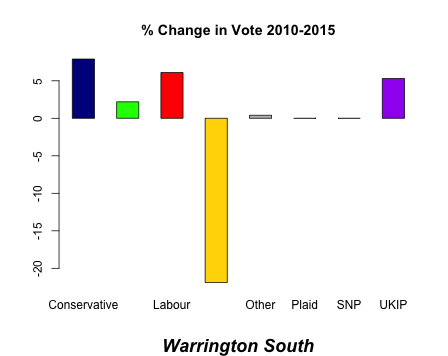 % Change in Vote 2010-2015
5
0
-5
-10
-15
-20
Conservative Labour Other Plaid SNP UKIP
Warrington South